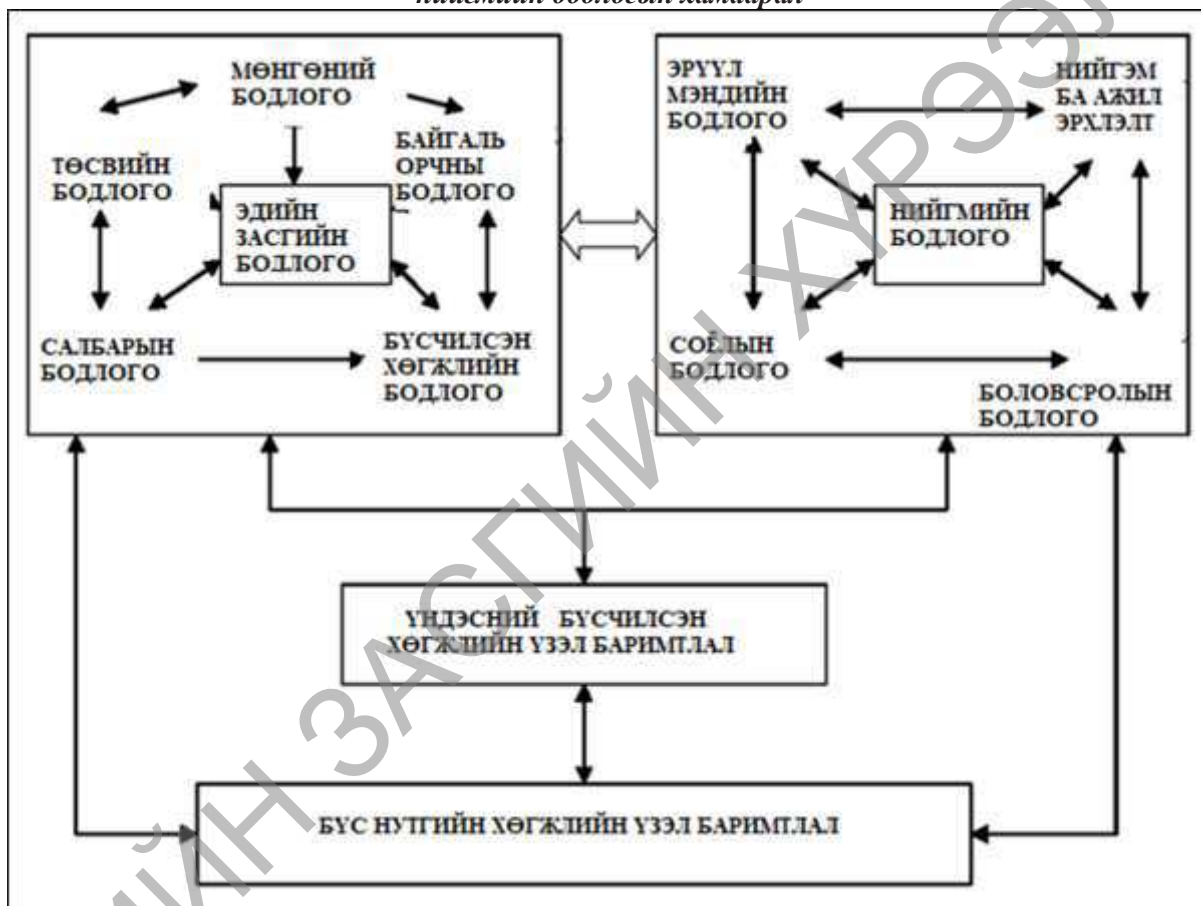 МӨНГӨНИЙ
БОДЛОГО
ТӨСВИЙН
БОДЛОГО
БАЙГАЛЬ
ОРЧНЫ
БОДЛОГО
ЭДИЙН
ЗАСГИЙН
БОДЛОГО
САЛБАРЫН
БОДЛОГО
БҮСЧИЛСЭН
ХӨГЖЛИЙН
БОДЛОГО
ЭРҮҮЛ
МЭНДИЙН
БОДЛОГО
НИЙГЭМ
БА АЖИЛ
ЭРХЛЭЛТ
НИЙГМИЙН
БОДЛОГО
СОЁЛЫН
БОДЛОГО
БОЛОВСРОЛЫН
БОДЛОГО
ҮНДЭСНИЙ БҮСЧИЛСЭН
ХӨГЖЛИЙН ҮЗЭЛ БАРИМТЛАЛ
БҮС НУТГИЙН ХӨГЖЛИЙН ҮЗЭЛ БАРИМТЛАЛ
ЗАСГИЙН